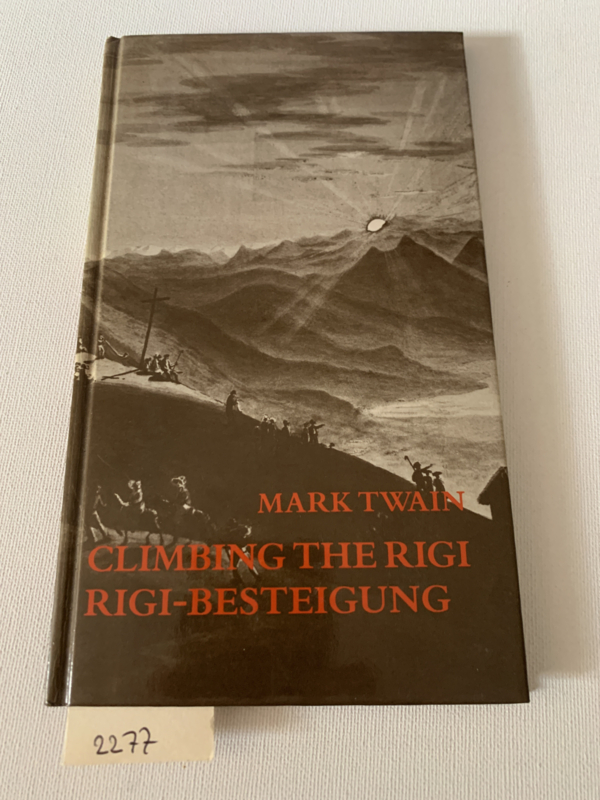 MARK TWAIN
CLIMBING THE RIGI
RIGI-BESTEIGUNG
2277